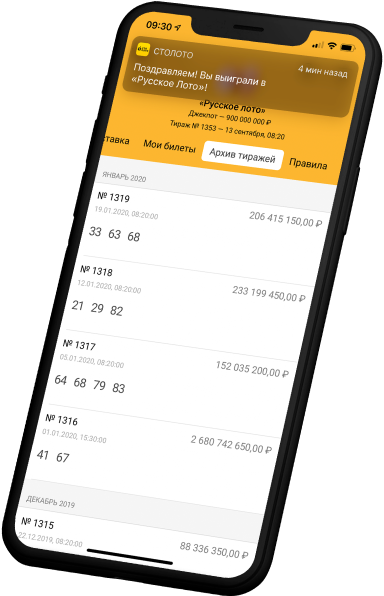 09:30
СТОЛОТО
4 мин назад
Поздравляем! Вы выиграли в
«Русское Лото»!
«Русское лото»
Джекпот — 900 000 000 ₽
Тираж № 1353 — 13 сентября, 08:20
ставка Мои билеты Архив тиражей Правила
ЯНВАРЬ 2020
№ 1319
19.01.2020, 08:20:00
206 415 150,00 ₽
33 63 68
№ 1318
12.01.2020, 08:20:00
233 199 450,00 ₽
21 29 82
№ 1317
05.01.2020, 08:20:00
152 035 200,00 ₽
64 68 79 83
№ 1316
01.01.2020, 15:30:00
2 680 742 650,00 ₽
41 67
ДЕКАБРЬ 2019
№ 1315
22.12.2019, 08:20:00
88 336 350,00 ₽